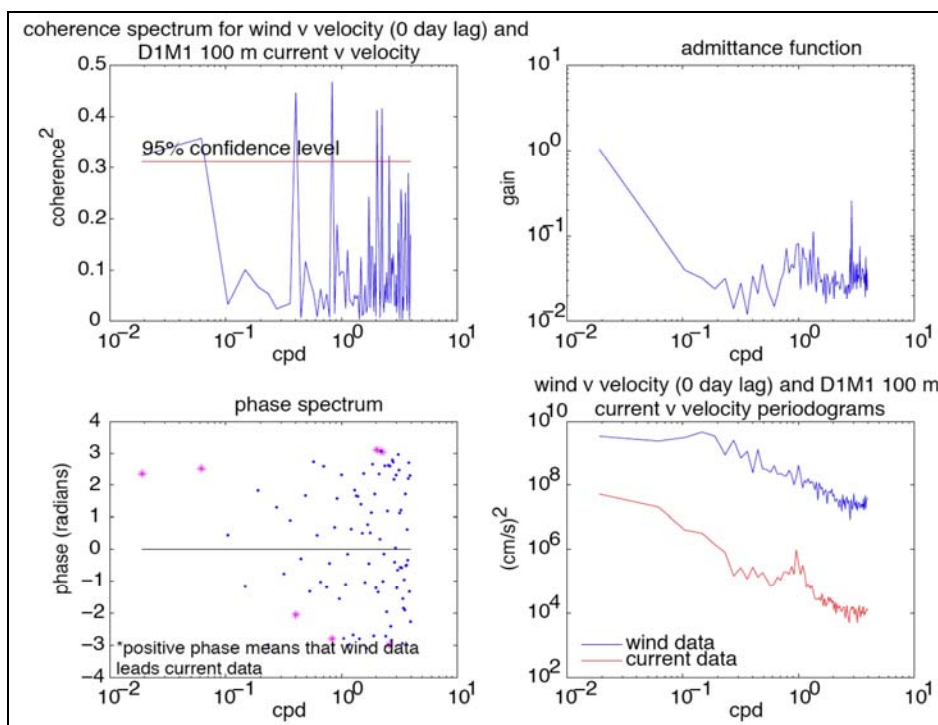 coherence spectrum for wind v velocity (0 day lag) and
D1M1 100 m current v velocity
0.5
0.4
0.3
0.2
0.1
0
coherence²
95% confidence level
10⁻² 10⁻¹ 10⁰ 10¹
cpd
admittance function
10¹
10⁰
10⁻¹
10⁻²
gain
10⁻² 10⁻¹ 10⁰ 10¹
cpd
phase spectrum
4
3
2
1
0
−1
−2
−3
−4
phase (radians)
*positive phase means that wind data
leads current data
10⁻² 10⁻¹ 10⁰ 10¹
cpd
wind v velocity (0 day lag) and D1M1 100 m
current v velocity periodograms
10¹⁰
10⁸
10⁶
10⁴
10²
(cm/s)²
wind data
current data
10⁻² 10⁻¹ 10⁰ 10¹
cpd